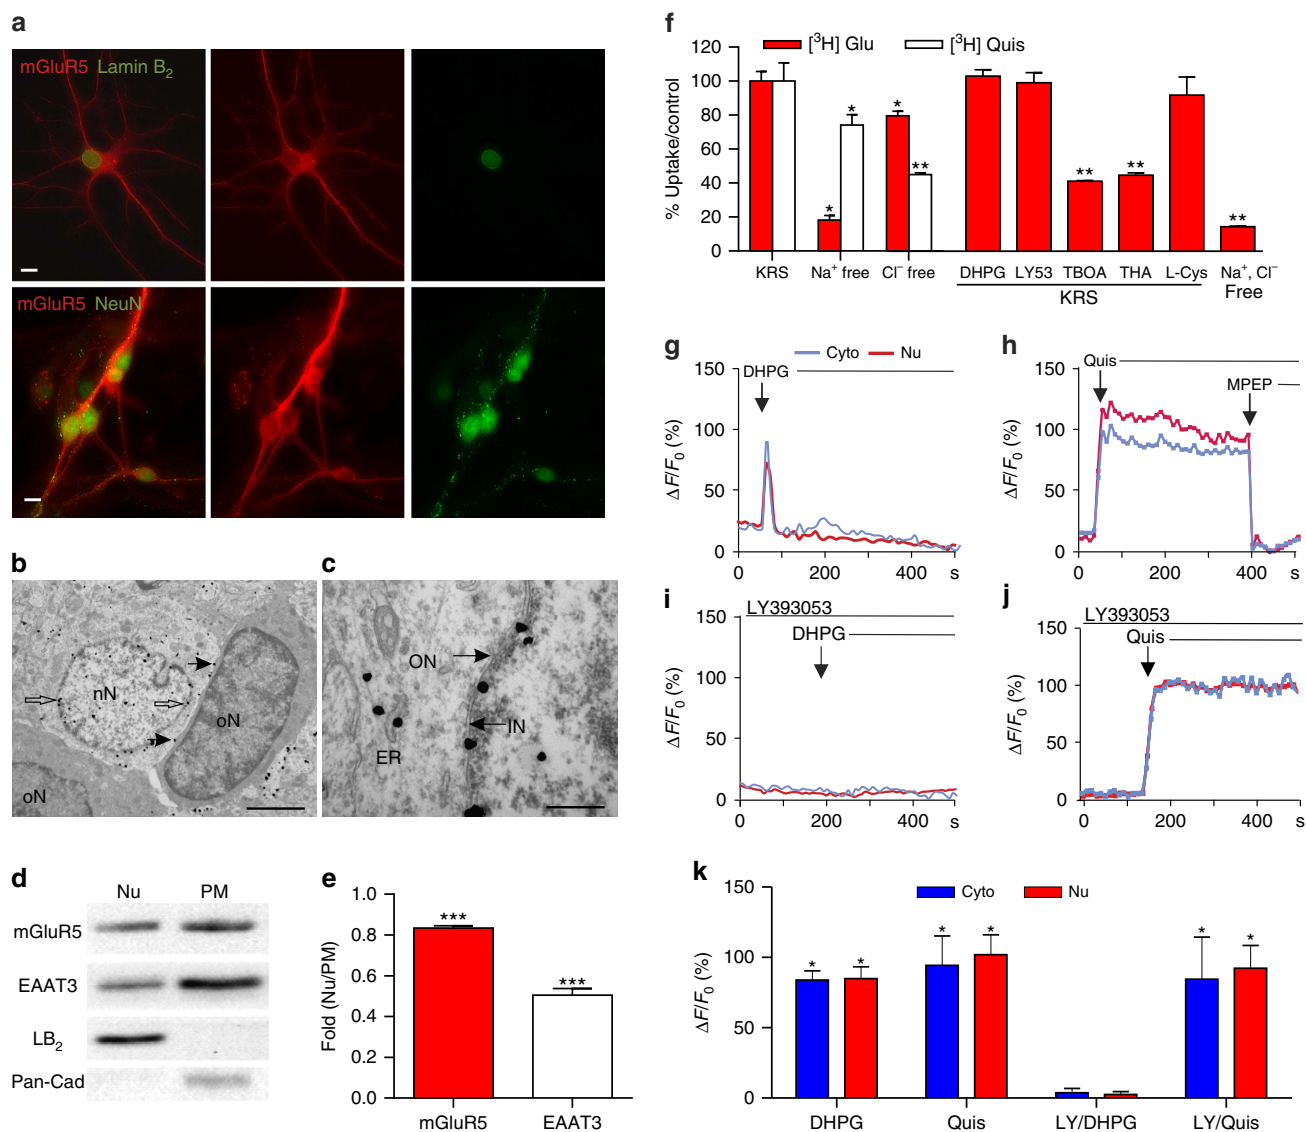 a
mGluR5 Lamin B2
mGluR5 NeuN
b
nN
oN
oN
c
ON
IN
ER
d
Nu PM
mGluR5
EAAT3
LB2
Pan-Cad
e
Fold (Nu/PM)
1.0
0.8
0.6
0.4
0.2
0.0
***
***
mGluR5 EAAT3
f
[3H] Glu [3H] Quis
% Uptake/control
120
100
80
60
40
20
0
* * * ** ** ** **
KRS Na+ free Cl− free DHPG LY53 TBOA THA L-Cys Na+, Cl−
KRS Free
g
Cyto Nu
DHPG
ΔF/F0 (%)
150
100
50
0
0 200 400 s
h
Quis
MPEP
ΔF/F0 (%)
150
100
50
0
0 200 400 s
i
LY393053
DHPG
ΔF/F0 (%)
150
100
50
0
0 200 400 s
j
LY393053
Quis
ΔF/F0 (%)
150
100
50
0
0 200 400 s
k
Cyto Nu
ΔF/F0 (%)
150
100
50
0
* * * * * *
DHPG Quis LY/DHPG LY/Quis